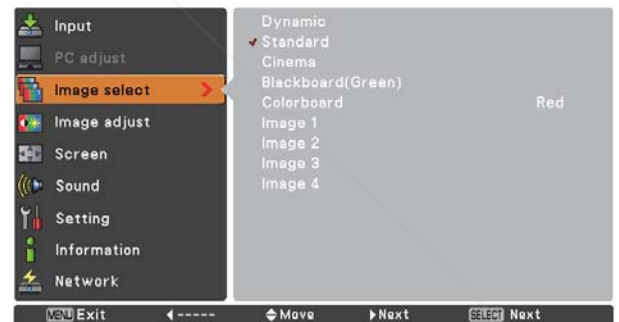 Input
PC adjust
Image select
Image adjust
Screen
Sound
Setting
Information
Network
Dynamic
Standard
Cinema
Blackboard(Green)
Colorboard Red
Image 1
Image 2
Image 3
Image 4
MENU Exit ----- Move Next SELECT Next